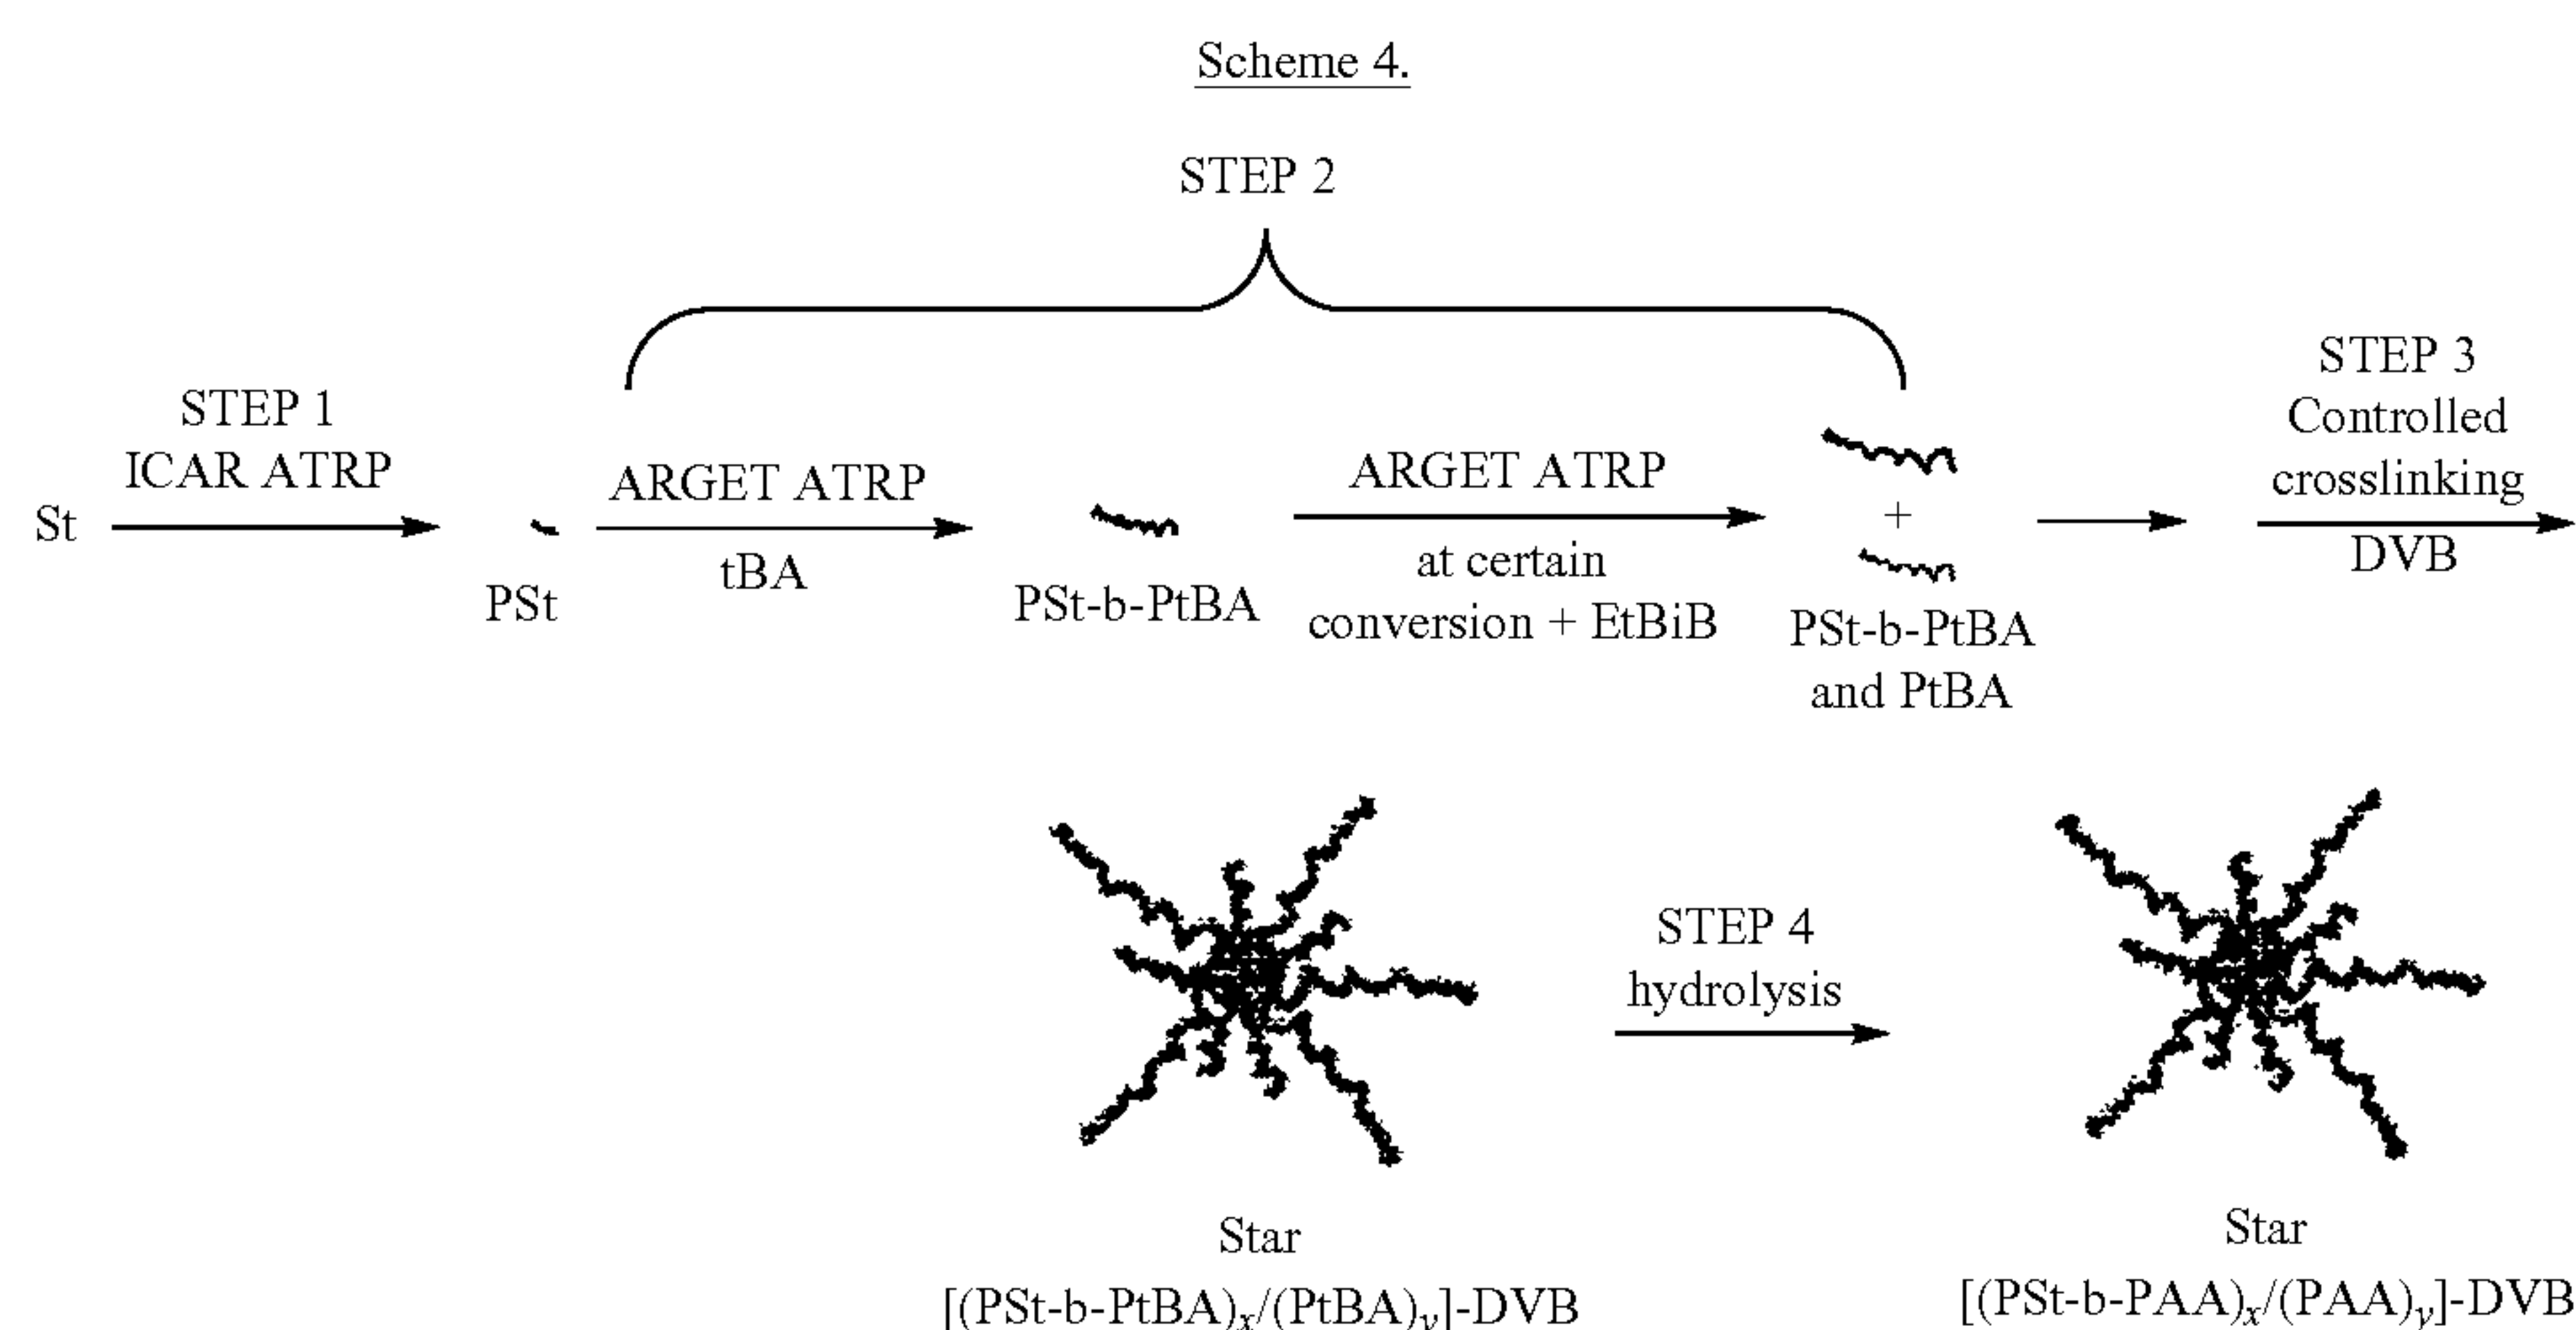 Scheme 4.
STEP 2
STEP 1
ICAR ATRP
St
PSt
ARGET ATRP
tBA
PSt-b-PtBA
ARGET ATRP
at certain
conversion + EtBiB
+
PSt-b-PtBA
and PtBA
STEP 3
Controlled
crosslinking
DVB
Star
[(PSt-b-PtBA)x/(PtBA)y]-DVB
STEP 4
hydrolysis
Star
[(PSt-b-PAA)x/(PAA)y]-DVB